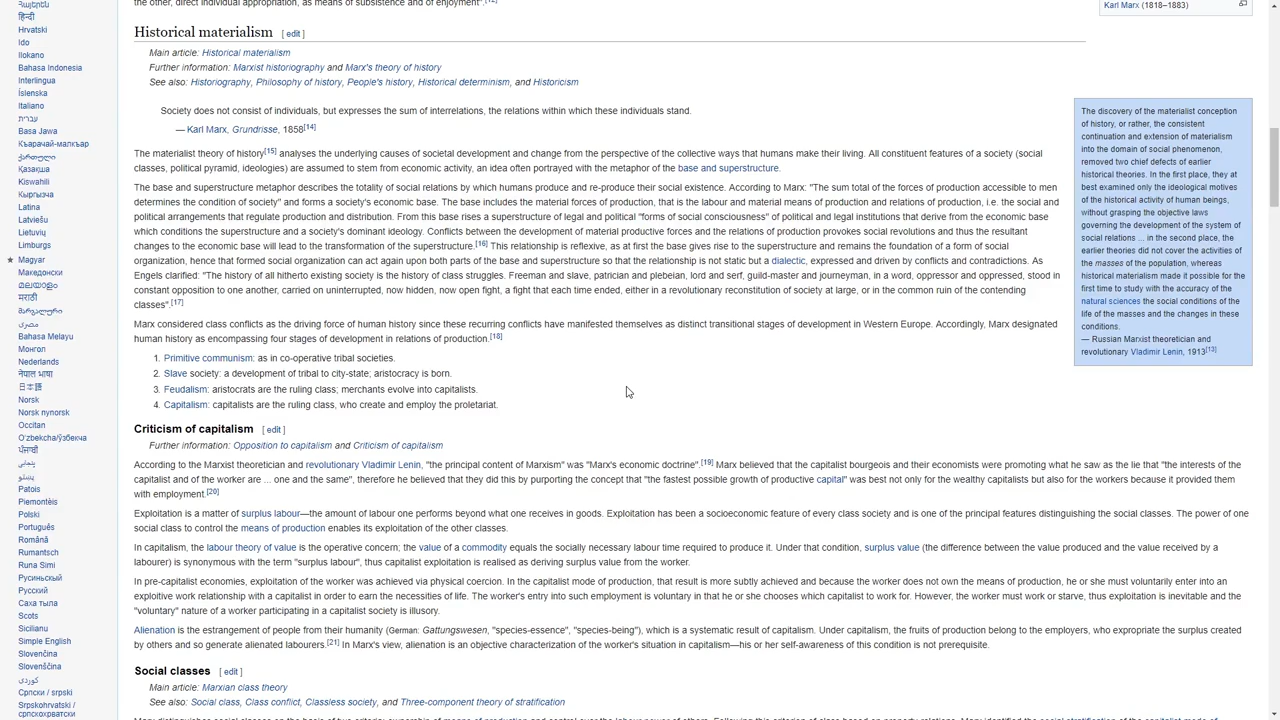 Հայերեն
हिन्दी
Hrvatski
Ido
Ilokano
Bahasa Indonesia
Interlingua
Íslenska
Italiano
עברית
Basa Jawa
Къарачай-малкъар
ქართული
Қазақша
Kiswahili
Кыргызча
Latina
Latviešu
Lietuvių
Limburgs
Magyar
Македонски
മലയാളം
मराठी
მარგალური
مصرى
Bahasa Melayu
Монгол
Nederlands
नेपाल भाषा
日本語
Norsk
Norsk nynorsk
Occitan
Oʻzbekcha/ўзбекча
ਪੰਜਾਬੀ
پنجابی
پښتو
Patois
Piemontèis
Polski
Português
Română
Rumantsch
Runa Simi
Русиньскый
Русский
Саха тыла
Scots
Sicilianu
Simple English
Slovenčina
Slovenščina
کوردی
Српски / srpski
Srpskohrvatski /
српскохрватски
the other, direct individual appropriation, as means of subsistence and of enjoyment".[12]
Karl Marx (1818–1883)
Historical materialism [ edit ]
Main article: Historical materialism
Further information: Marxist historiography and Marx's theory of history
See also: Historiography, Philosophy of history, People's history, Historical determinism, and Historicism
Society does not consist of individuals, but expresses the sum of interrelations, the relations within which these individuals stand.
— Karl Marx, Grundrisse, 1858[14]
The materialist theory of history[15] analyses the underlying causes of societal development and change from the perspective of the collective ways that humans make their living. All constituent features of a society (social
classes, political pyramid, ideologies) are assumed to stem from economic activity, an idea often portrayed with the metaphor of the base and superstructure.
The base and superstructure metaphor describes the totality of social relations by which humans produce and re-produce their social existence. According to Marx: "The sum total of the forces of production accessible to men
determines the condition of society" and forms a society's economic base. The base includes the material forces of production, that is the labour and material means of production and relations of production, i.e. the social and
political arrangements that regulate production and distribution. From this base rises a superstructure of legal and political "forms of social consciousness" of political and legal institutions that derive from the economic base
which conditions the superstructure and a society's dominant ideology. Conflicts between the development of material productive forces and the relations of production provokes social revolutions and thus the resultant
changes to the economic base will lead to the transformation of the superstructure.[16] This relationship is reflexive, as at first the base gives rise to the superstructure and remains the foundation of a form of social
organization, hence that formed social organization can act again upon both parts of the base and superstructure so that the relationship is not static but a dialectic, expressed and driven by conflicts and contradictions. As
Engels clarified: "The history of all hitherto existing society is the history of class struggles. Freeman and slave, patrician and plebeian, lord and serf, guild-master and journeyman, in a word, oppressor and oppressed, stood in
constant opposition to one another, carried on uninterrupted, now hidden, now open fight, a fight that each time ended, either in a revolutionary reconstitution of society at large, or in the common ruin of the contending
classes".[17]
Marx considered class conflicts as the driving force of human history since these recurring conflicts have manifested themselves as distinct transitional stages of development in Western Europe. Accordingly, Marx designated
human history as encompassing four stages of development in relations of production.[18]
1. Primitive communism: as in co-operative tribal societies.
2. Slave society: a development of tribal to city-state; aristocracy is born.
3. Feudalism: aristocrats are the ruling class; merchants evolve into capitalists.
4. Capitalism: capitalists are the ruling class, who create and employ the proletariat.
The discovery of the materialist conception
of history, or rather, the consistent
continuation and extension of materialism
into the domain of social phenomenon,
removed two chief defects of earlier
historical theories. In the first place, they at
best examined only the ideological motives
of the historical activity of human beings,
without grasping the objective laws
governing the development of the system of
social relations ... in the second place, the
earlier theories did not cover the activities of
the masses of the population, whereas
historical materialism made it possible for the
first time to study with the accuracy of the
natural sciences the social conditions of the
life of the masses and the changes in these
conditions.
— Russian Marxist theoretician and
revolutionary Vladimir Lenin, 1913[13]
Criticism of capitalism [ edit ]
Further information: Opposition to capitalism and Criticism of capitalism
According to the Marxist theoretician and revolutionary Vladimir Lenin, "the principal content of Marxism" was "Marx's economic doctrine".[19] Marx believed that the capitalist bourgeois and their economists were promoting what he saw as the lie that "the interests of the
capitalist and of the worker are ... one and the same", therefore he believed that they did this by purporting the concept that "the fastest possible growth of productive capital" was best not only for the wealthy capitalists but also for the workers because it provided them
with employment.[20]
Exploitation is a matter of surplus labour—the amount of labour one performs beyond what one receives in goods. Exploitation has been a socioeconomic feature of every class society and is one of the principal features distinguishing the social classes. The power of one
social class to control the means of production enables its exploitation of the other classes.
In capitalism, the labour theory of value is the operative concern; the value of a commodity equals the socially necessary labour time required to produce it. Under that condition, surplus value (the difference between the value produced and the value received by a
labourer) is synonymous with the term "surplus labour", thus capitalist exploitation is realised as deriving surplus value from the worker.
In pre-capitalist economies, exploitation of the worker was achieved via physical coercion. In the capitalist mode of production, that result is more subtly achieved and because the worker does not own the means of production, he or she must voluntarily enter into an
exploitive work relationship with a capitalist in order to earn the necessities of life. The worker's entry into such employment is voluntary in that he or she chooses which capitalist to work for. However, the worker must work or starve, thus exploitation is inevitable and the
"voluntary" nature of a worker participating in a capitalist society is illusory.
Alienation is the estrangement of people from their humanity (German: Gattungswesen, "species-essence", "species-being"), which is a systematic result of capitalism. Under capitalism, the fruits of production belong to the employers, who expropriate the surplus created
by others and so generate alienated labourers.[21] In Marx's view, alienation is an objective characterization of the worker's situation in capitalism—his or her self-awareness of this condition is not prerequisite.
Social classes [ edit ]
Main article: Marxian class theory
See also: Social class, Class conflict, Classless society, and Three-component theory of stratification